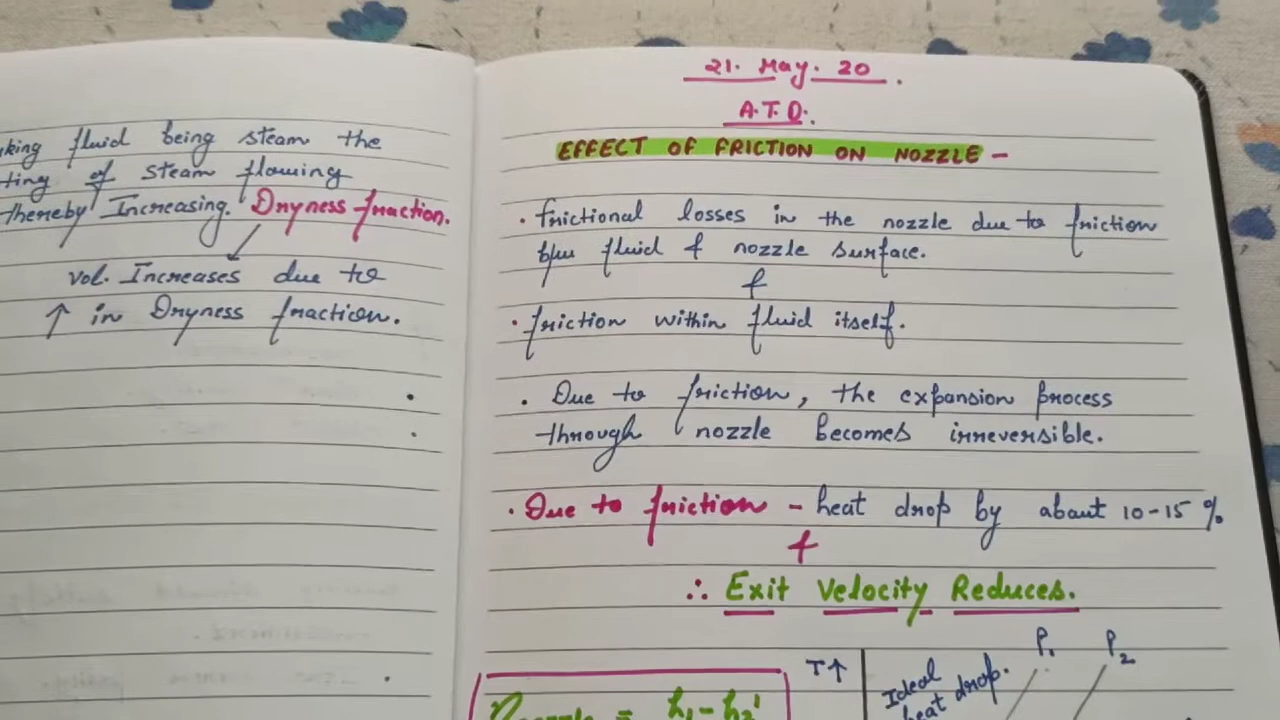 fluid being steam the
of steam flowing
thereby Increasing. Dryness fraction.
vol. Increases due to
↑ in Dryness fraction.
21. May. 20
A.T.D.
EFFECT OF FRICTION ON NOZZLE -
· frictional losses in the nozzle due to friction
b/w fluid & nozzle surface.
&
· friction within fluid itself.
· Due to friction, the expansion process
through nozzle becomes irreversible.
· Due to friction - heat drop by about 10-15 %
&
∴ Exit Velocity Reduces.
T↑
Ideal
heat drop.
P₁ P₂
= h₁-h₂'